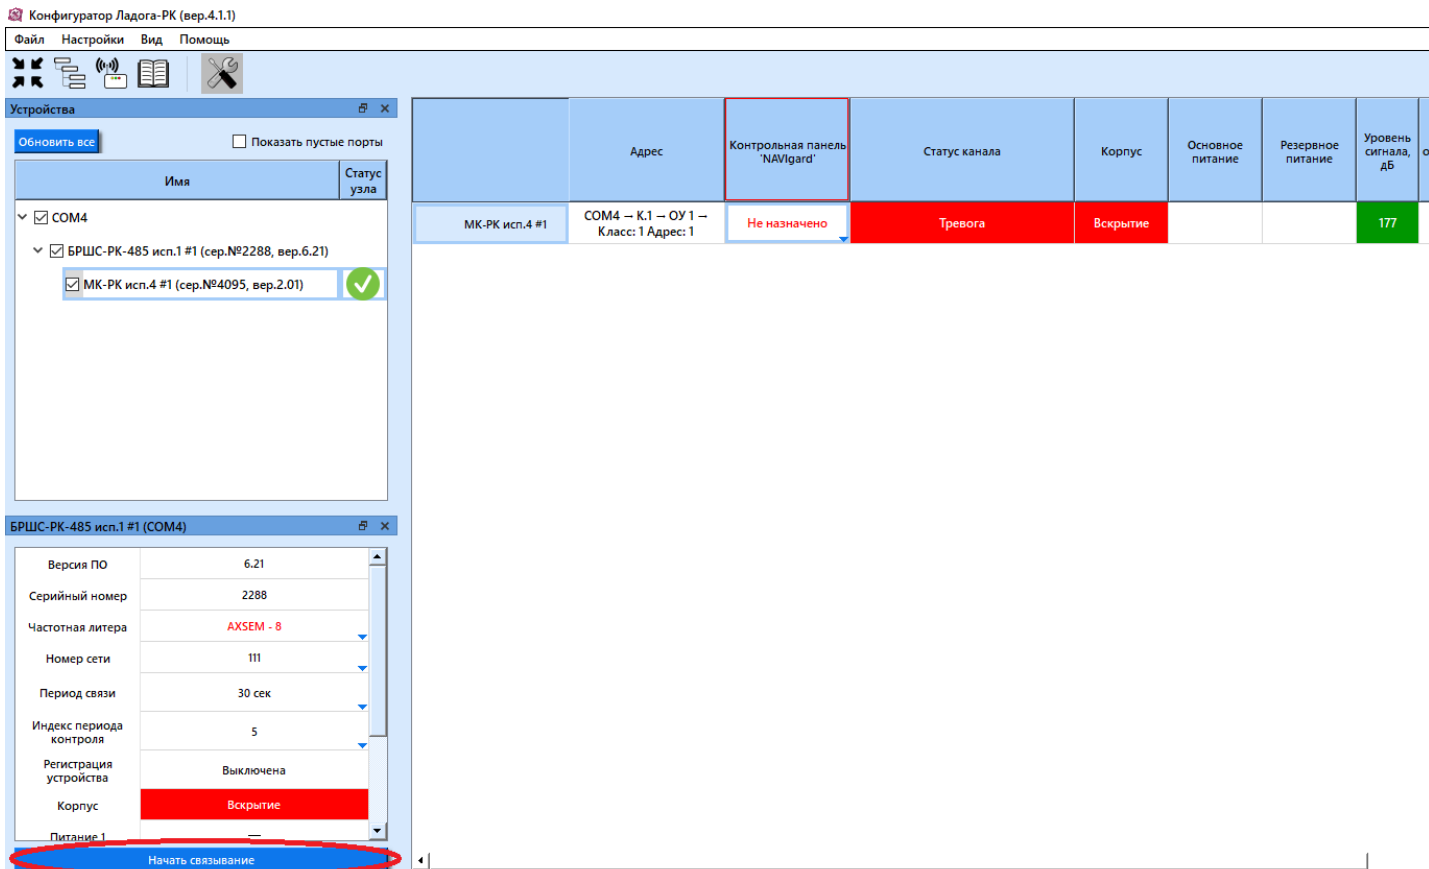 Конфигуратор Ладога-РК (вер.4.1.1)
Файл Настройки Вид Помощь
Устройства
Обновить все Показать пустые порты
Имя
Статус
узла
COM4
БРШС-РК-485 исп.1 #1 (сер.№2288, вер.6.21)
МК-РК исп.4 #1 (сер.№4095, вер.2.01)
БРШС-РК-485 исп.1 #1 (COM4)
Версия ПО 6.21
Серийный номер 2288
Частотная литера AXSEM - 8
Номер сети 111
Период связи 30 сек
Индекс периода
контроля
5
Регистрация
устройства
Выключена
Корпус Вскрытие
Питание 1 —
Начать связывание
Адрес
Контрольная панель
'NAVIgard'
Статус канала
Корпус
Основное
питание
Резервное
питание
Уровень
сигнала,
дБ
МК-РК исп.4 #1
COM4 → К.1 → ОУ 1 →
Класс: 1 Адрес: 1
Не назначено
Тревога
Вскрытие
177